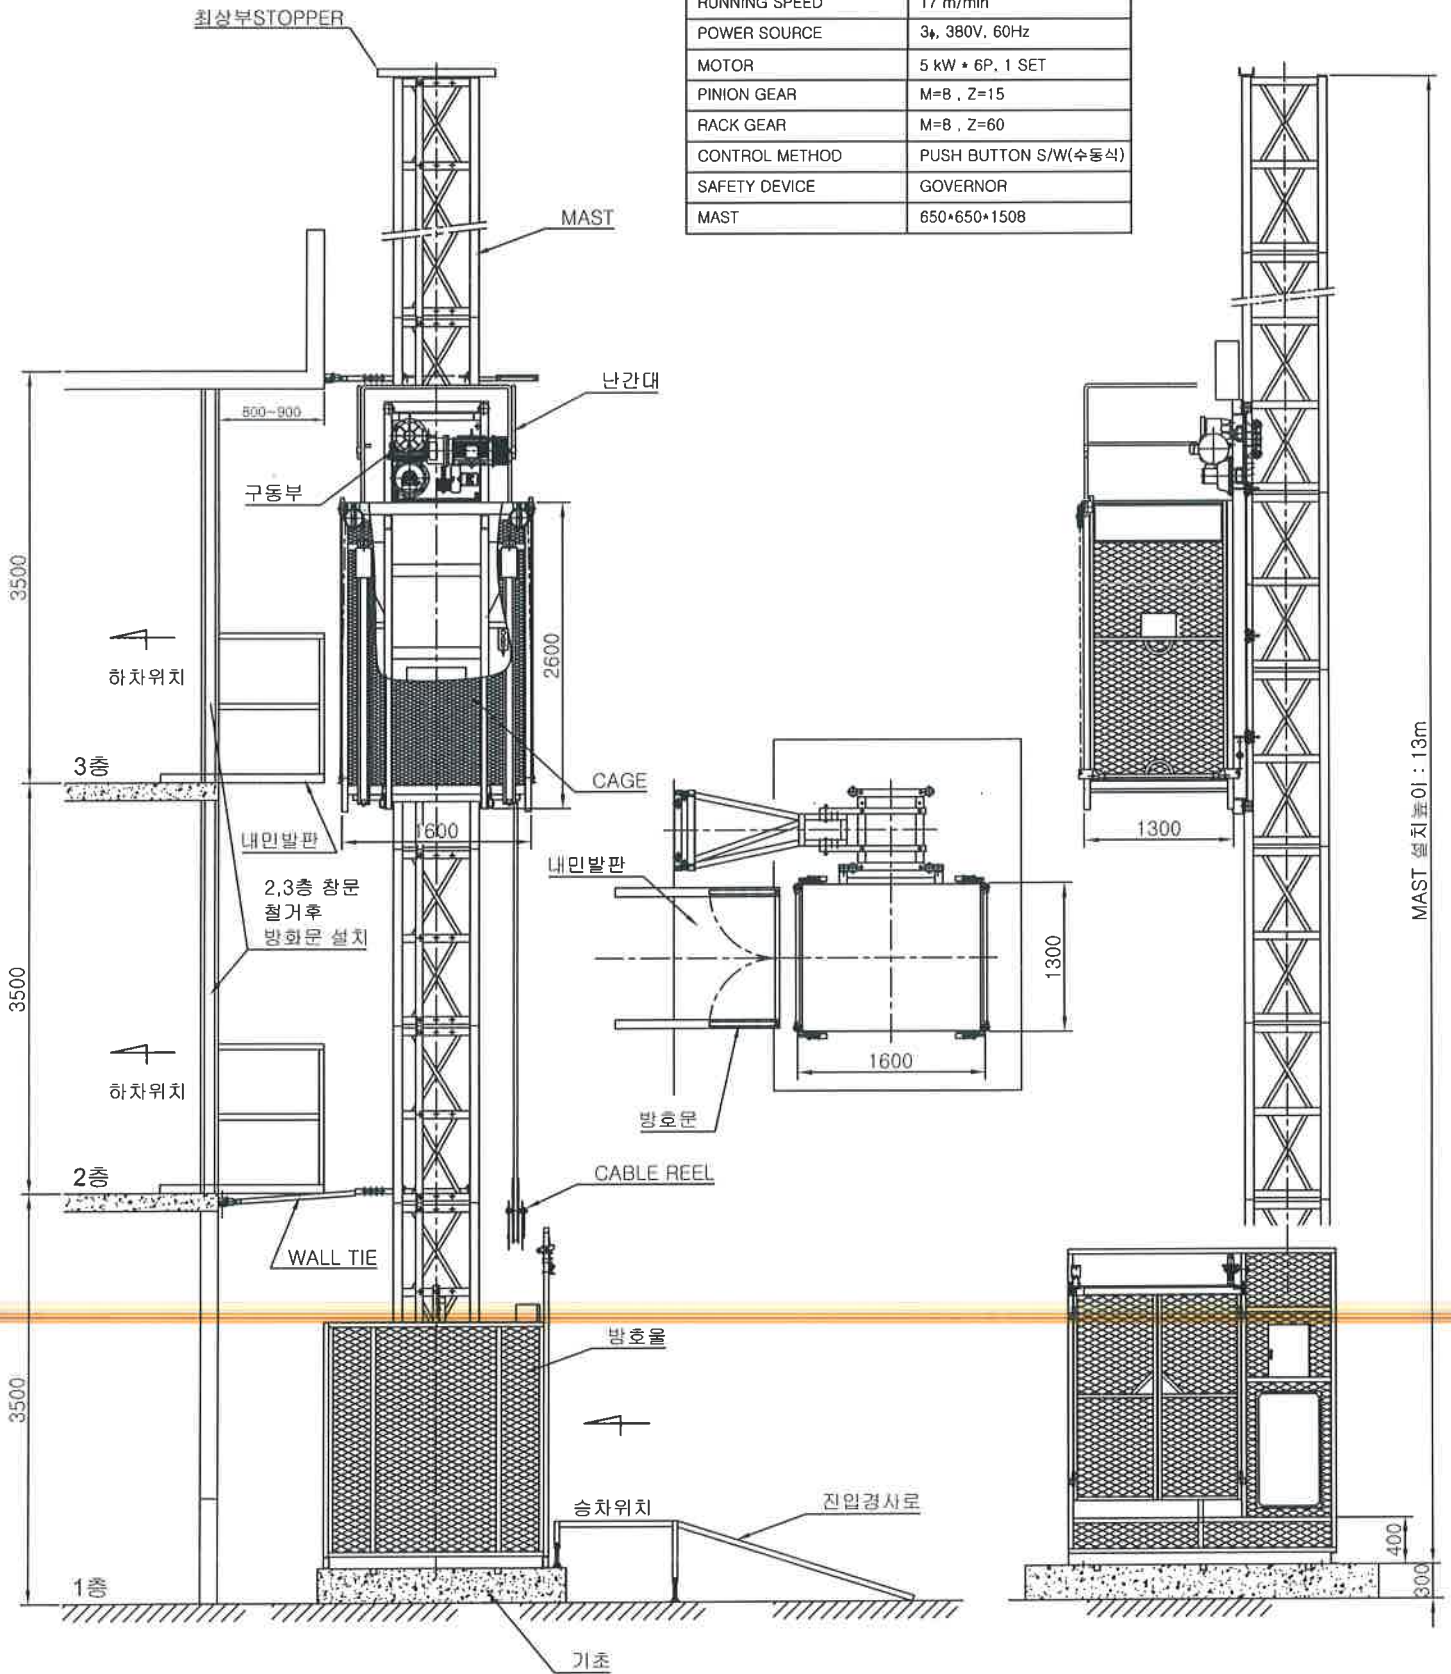 최상부STOPPER
RUNNING SPEED 17 m/min
POWER SOURCE 3φ, 380V, 60Hz
MOTOR 5 kW * 6P, 1 SET
PINION GEAR M=8 , Z=15
RACK GEAR M=8 , Z=60
CONTROL METHOD PUSH BUTTON S/W(수동식)
SAFETY DEVICE GOVERNOR
MAST 650*650*1508
MAST
난간대
800~900
구동부
3500
2600
하차위치
3층
CAGE
1600
1300
내민발판
내민발판
2,3층 창문
철거후
방화문 설치
MAST 설치높이 : 13m
3500
1300
1600
하차위치
방호문
2층
CABLE REEL
WALL TIE
방호울
3500
승차위치
진입경사로
400
300
1층
기초